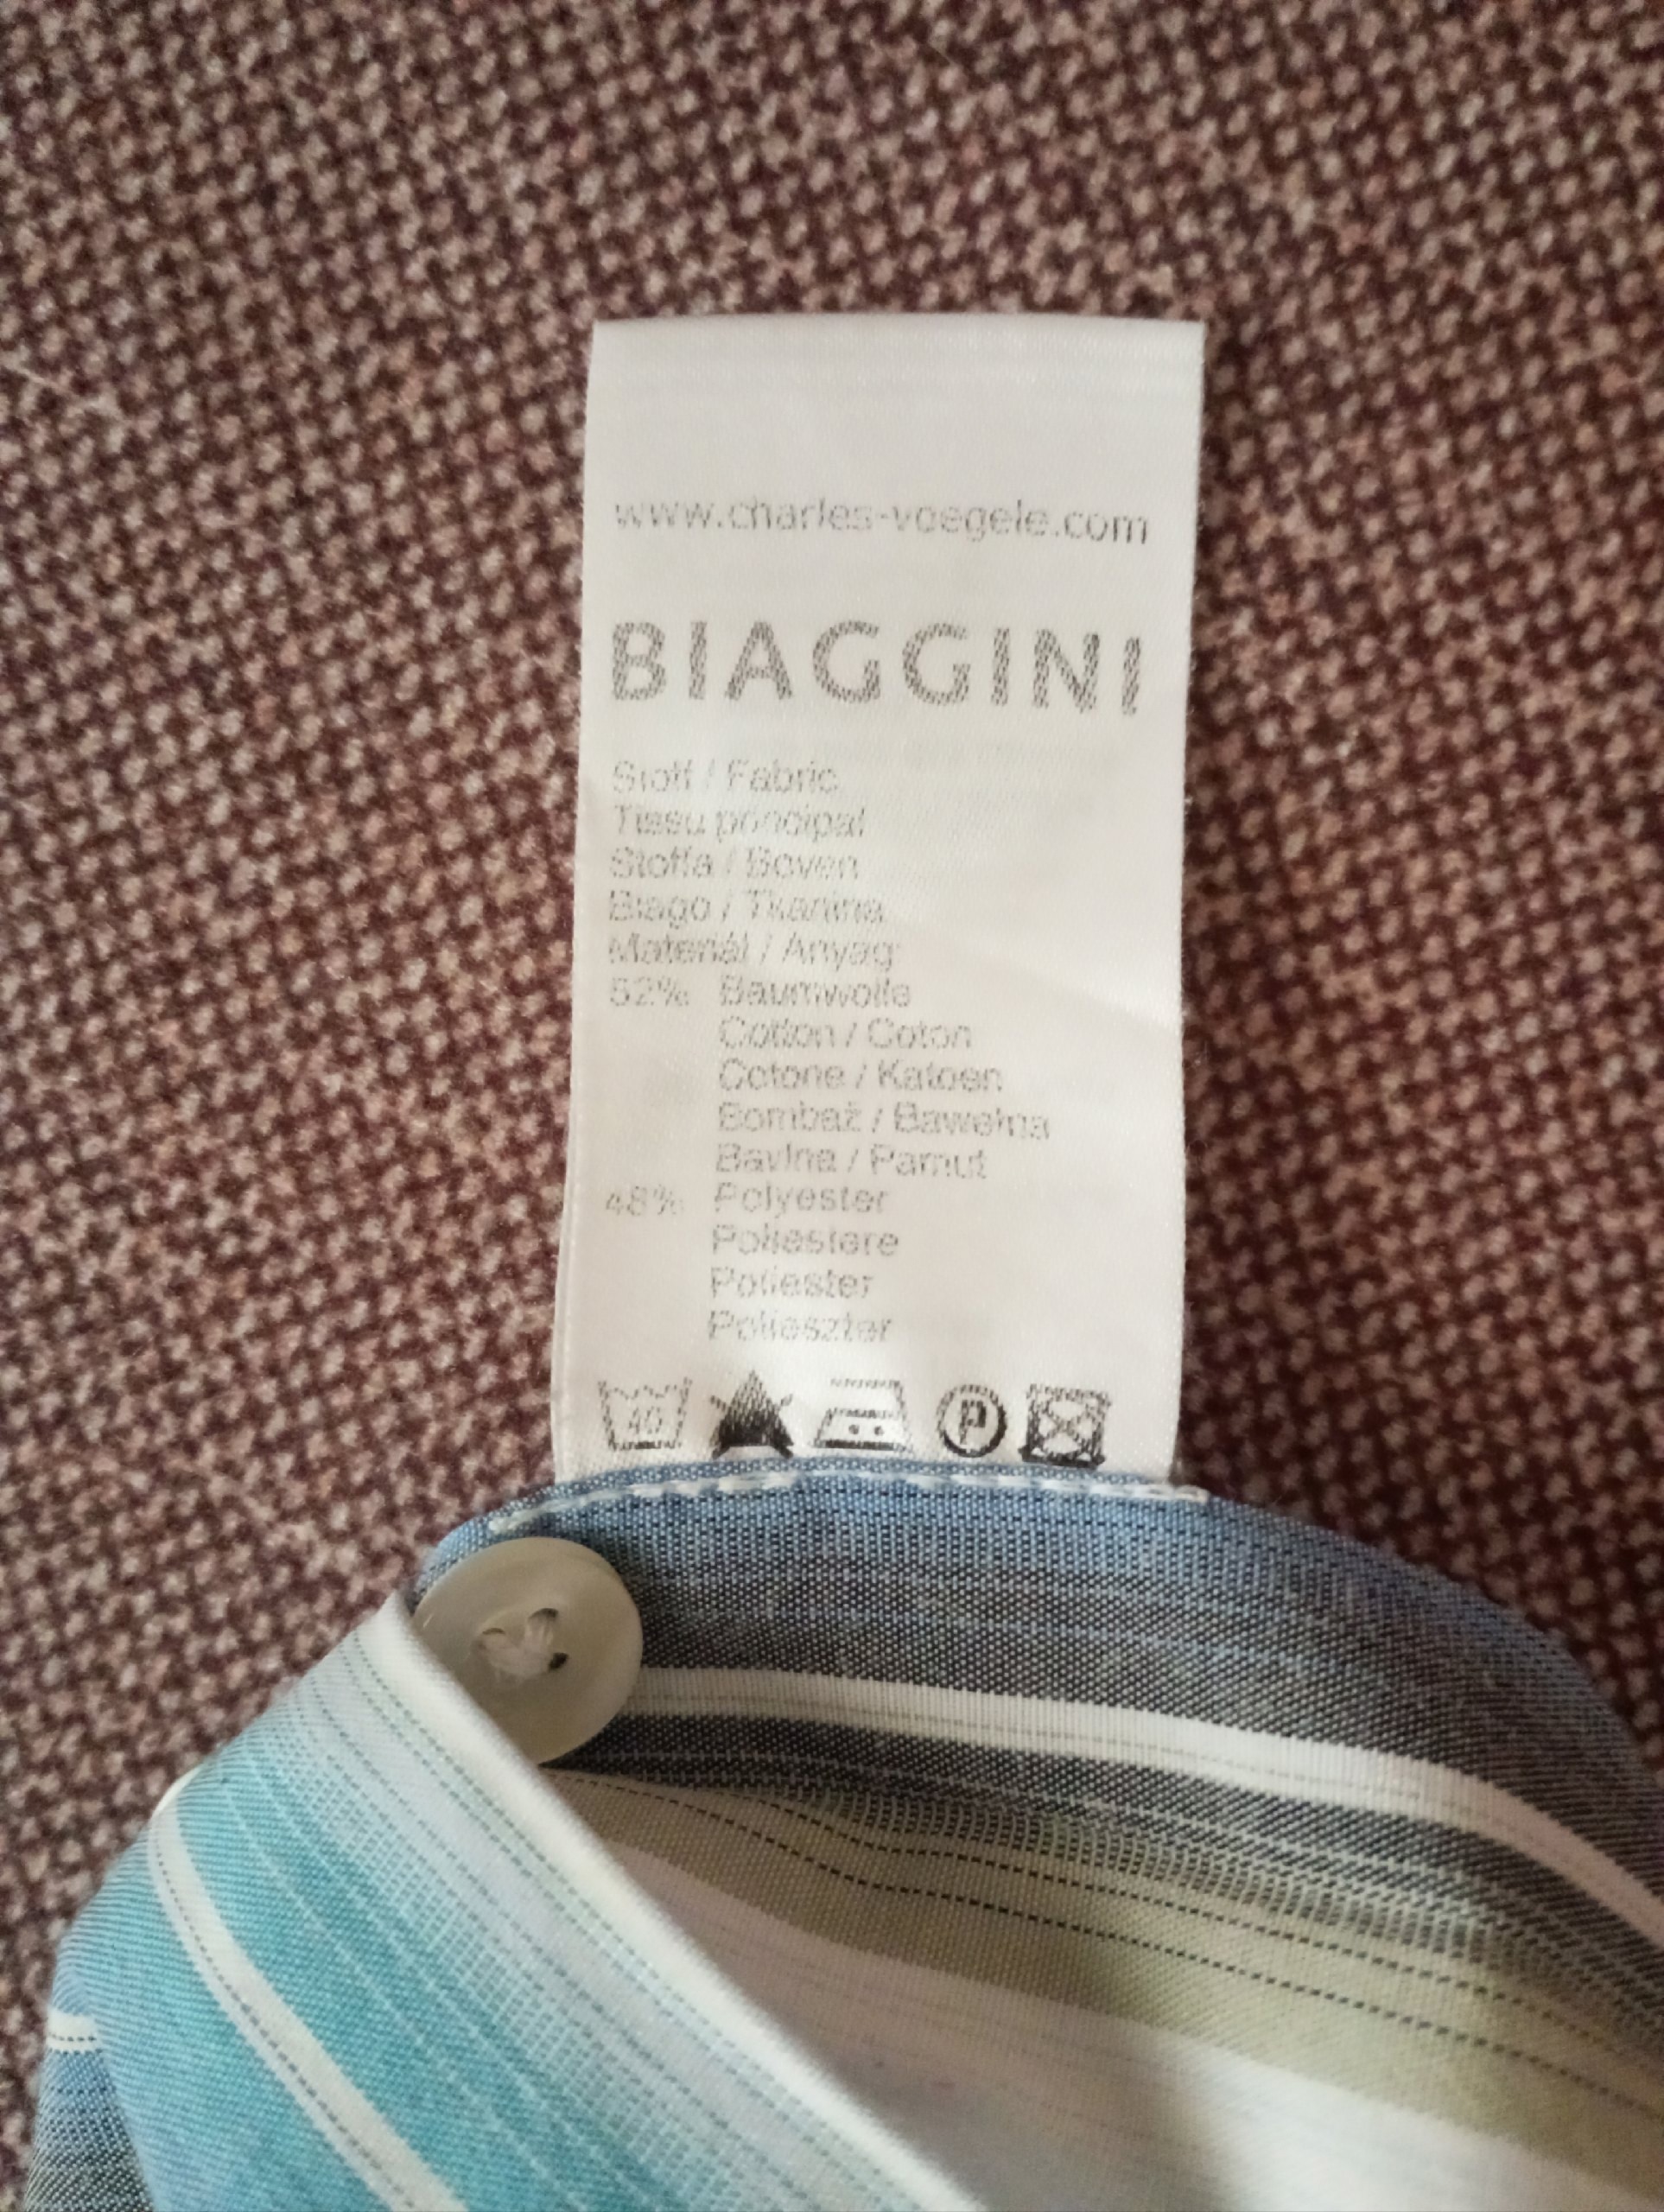 www.charles-voegele.com
BIAGGINI
Stoff / Fabric
Tissu principal
Stoffa / Boven
Blago / Tkanina
Materiál / Anyag:
52% Baumwolle
Cotton / Coton
Cotone / Katoen
Bombaž / Bawełna
Bavlna / Pamut
48% Polyester
Poliestere
Poliester
Poliészter
40 P